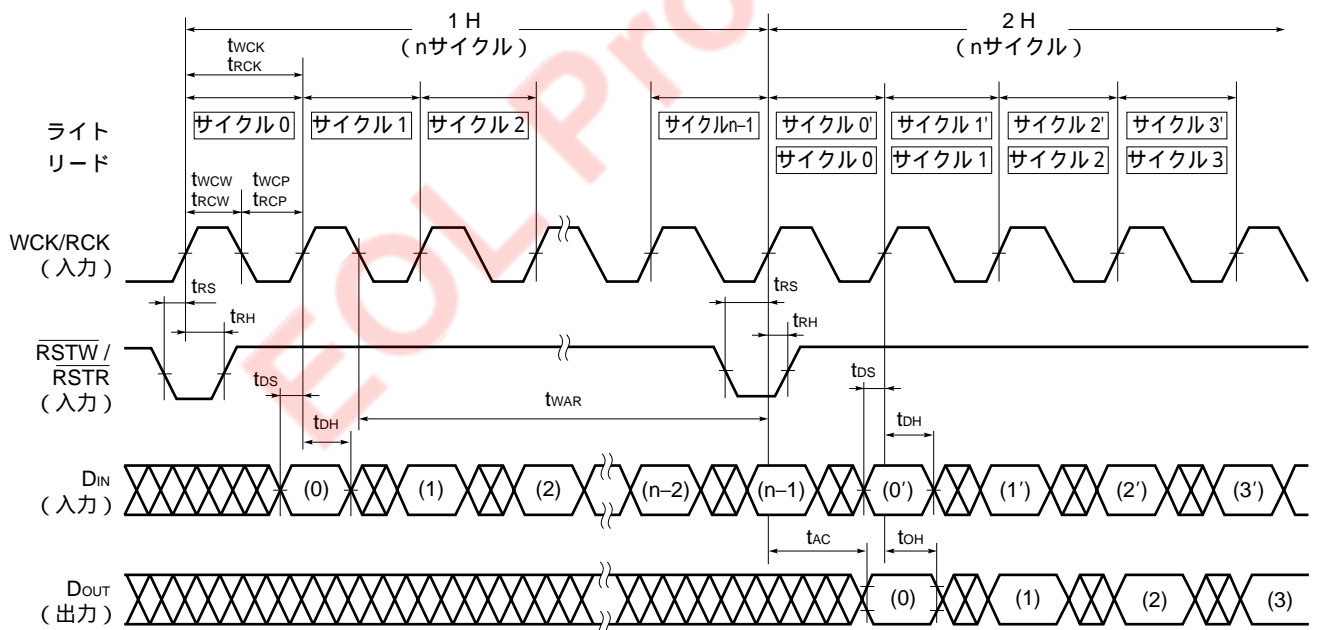 1 H
（nサイクル）
2 H
（nサイクル）
tWCK
tRCK
ライト
サイクル 0
サイクル 1
サイクル 2
サイクルn–1
サイクル 0'
サイクル 1'
サイクル 2'
サイクル 3'
リード
サイクル 0
サイクル 1
サイクル 2
サイクル 3
tWCW
tRCW
tWCP
tRCP
WCK/RCK
（入力）
tRS
tRH
tRS
tRH
RSTW /
RSTR
（入力）
tDS
tDH
tWAR
tDS
tDH
DIN
（入力）
(0)
(1)
(2)
(n–2)
(n–1)
(0')
(1')
(2')
(3')
tAC
tOH
DOUT
（出力）
(0)
(1)
(2)
(3)
EOL Pro